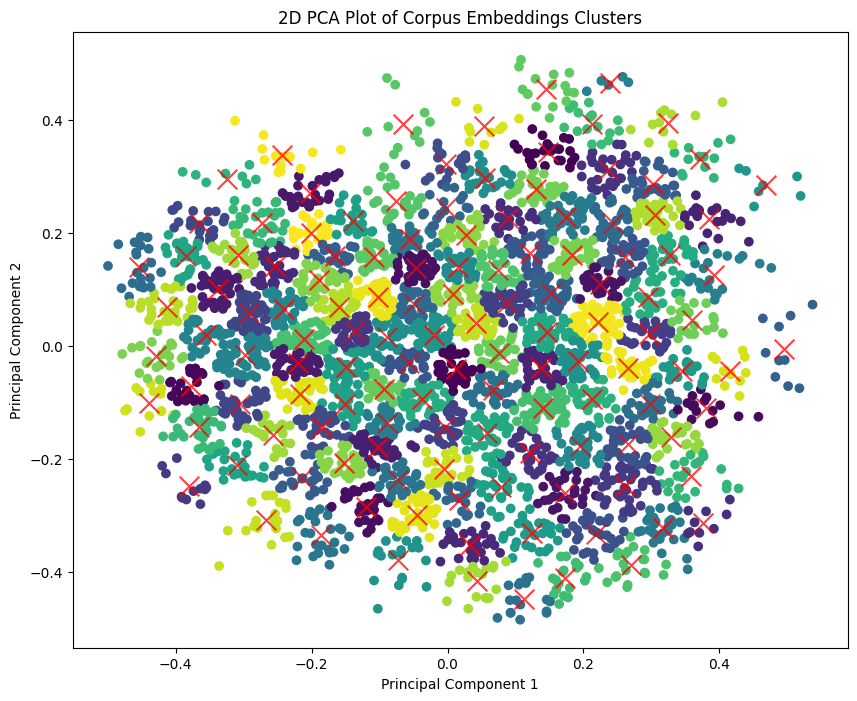 2D PCA Plot of Corpus Embeddings Clusters
Principal Component 2
0.4
0.2
0.0
−0.2
−0.4
−0.4 −0.2 0.0 0.2 0.4
Principal Component 1